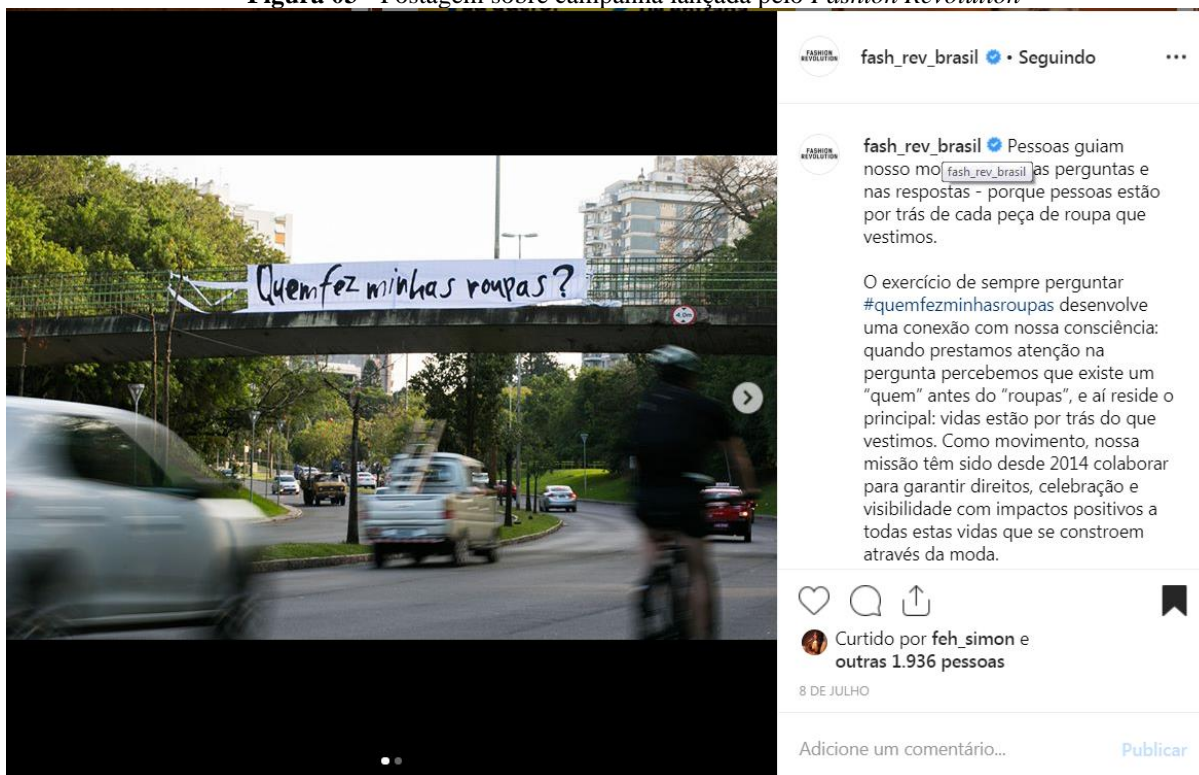 Figura 03 - Postagem sobre campanha lançada pelo Fashion Revolution
FASHION
REVOLUTION
fash_rev_brasil • Seguindo
Quem fez minhas roupas?
4,0m
FASHION
REVOLUTION
fash_rev_brasil Pessoas guiam
nosso mo as perguntas e
fash_rev_brasil
nas respostas - porque pessoas estão
por trás de cada peça de roupa que
vestimos.
O exercício de sempre perguntar
#quemfezminhasroupas desenvolve
uma conexão com nossa consciência:
quando prestamos atenção na
pergunta percebemos que existe um
“quem” antes do “roupas”, e aí reside o
principal: vidas estão por trás do que
vestimos. Como movimento, nossa
missão têm sido desde 2014 colaborar
para garantir direitos, celebração e
visibilidade com impactos positivos a
todas estas vidas que se constroem
através da moda.
Curtido por feh_simon e
outras 1.936 pessoas
8 DE JULHO
Adicione um comentário...
Publicar